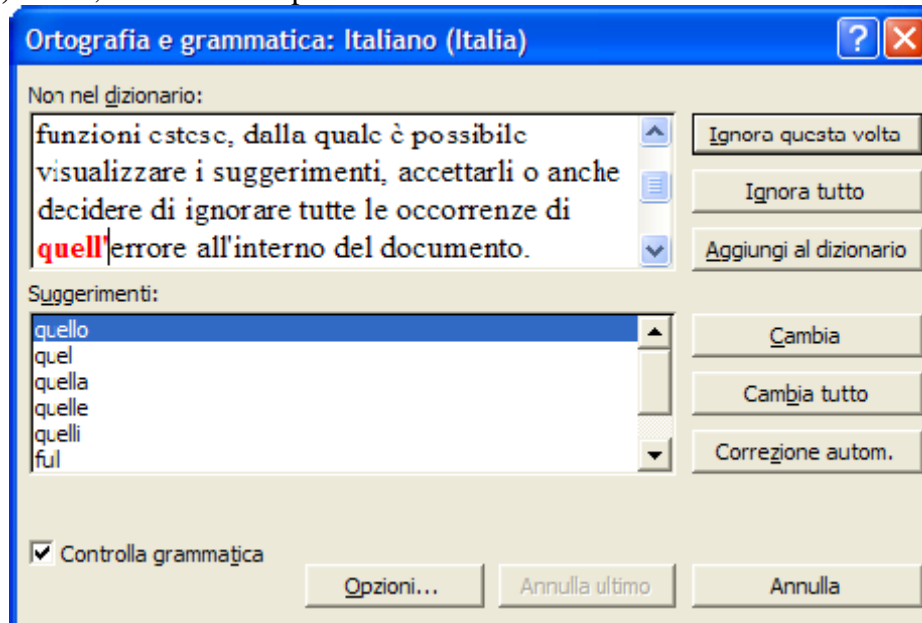 Ortografia e grammatica: Italiano (Italia)
Non nel dizionario:
funzioni estese, dalla quale è possibile
visualizzare i suggerimenti, accettarli o anche
decidere di ignorare tutte le occorrenze di
quell'errore all'interno del documento.
Ignora questa volta
Ignora tutto
Aggiungi al dizionario
Suggerimenti:
quello
quel
quella
quelle
quelli
ful
Cambia
Cambia tutto
Correzione autom.
Controlla grammatica
Opzioni...
Annulla ultimo
Annulla